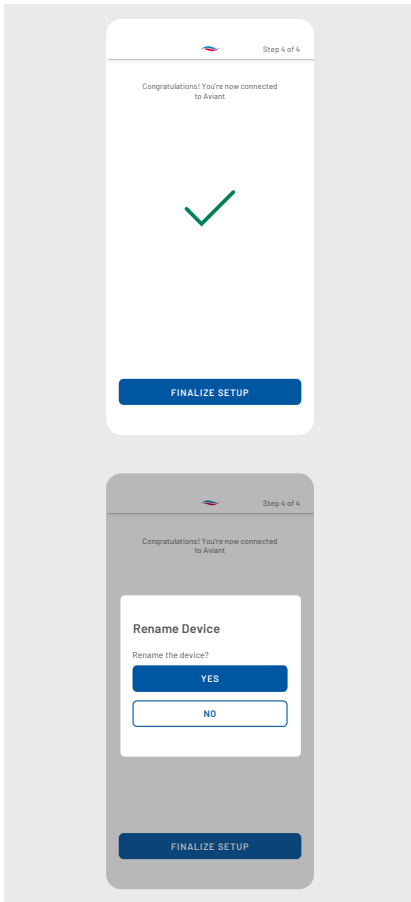 Step 4 of 4
Congratulations! You're now connected
to Aviant
FINALIZE SETUP
Step 4 of 4
Congratulations! You're now connected
to Aviant
Rename Device
Rename the device?
YES
NO
FINALIZE SETUP